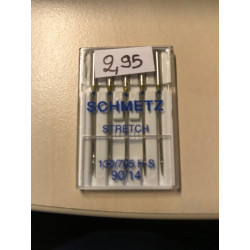 2,95
SCHMETZ
STRETCH
130/705 H-S
90/14